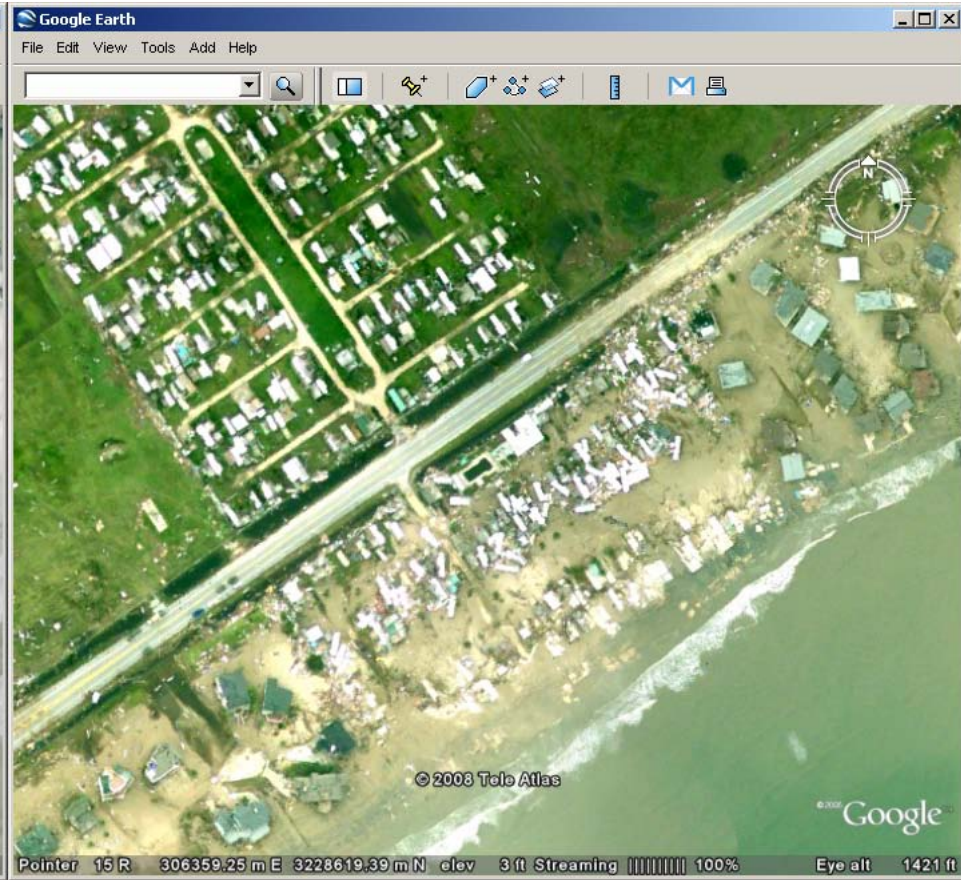 Google Earth
File Edit View Tools Add Help
N
© 2008 Tele Atlas
Google
Pointer 15 R 306359.25 m E 3228619.39 m N elev 3 ft Streaming |||||||||| 100% Eye alt 1421 ft